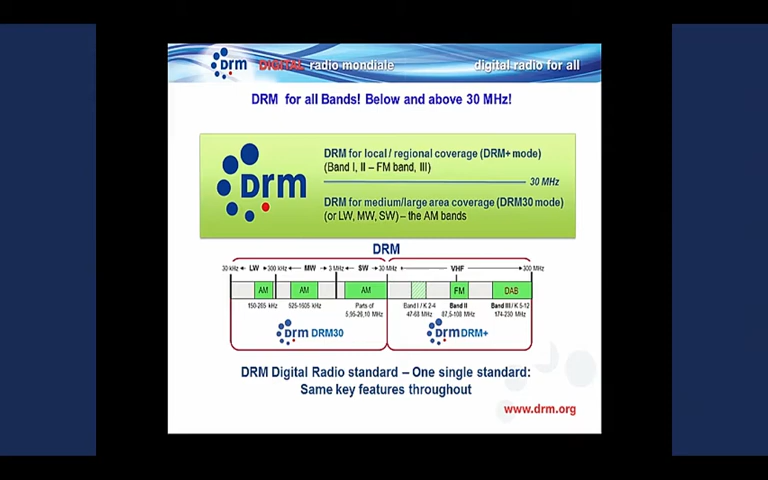 Drm DIGITAL radio mondiale digital radio for all
DRM for all Bands! Below and above 30 MHz!
Drm
DRM for local / regional coverage (DRM+ mode)
(Band I, II – FM band, III)
30 MHz
DRM for medium/large area coverage (DRM30 mode)
(or LW, MW, SW) – the AM bands
DRM
30 kHz LW 300 kHz MW 3 MHz SW 30 MHz VHF 300 MHz
AM AM AM FM DAB
150-285 kHz 525-1605 kHz Parts of Band I / K 2-4 Band II Band III / K 5-12
5,95-26,10 MHz 47-68 MHz 87,5-108 MHz 174-230 MHz
Drm DRM30 Drm DRM+
DRM Digital Radio standard – One single standard:
Same key features throughout
www.drm.org